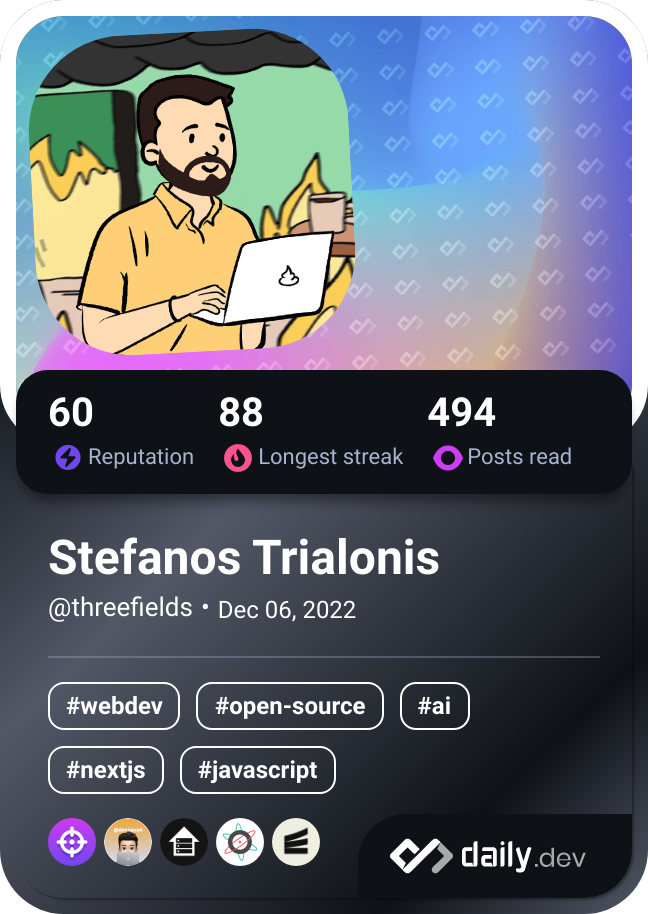 60 88 494
Reputation Longest streak Posts read
Stefanos Trialonis
@threefields • Dec 06, 2022
#webdev #open-source #ai
#nextjs #javascript
daily.dev